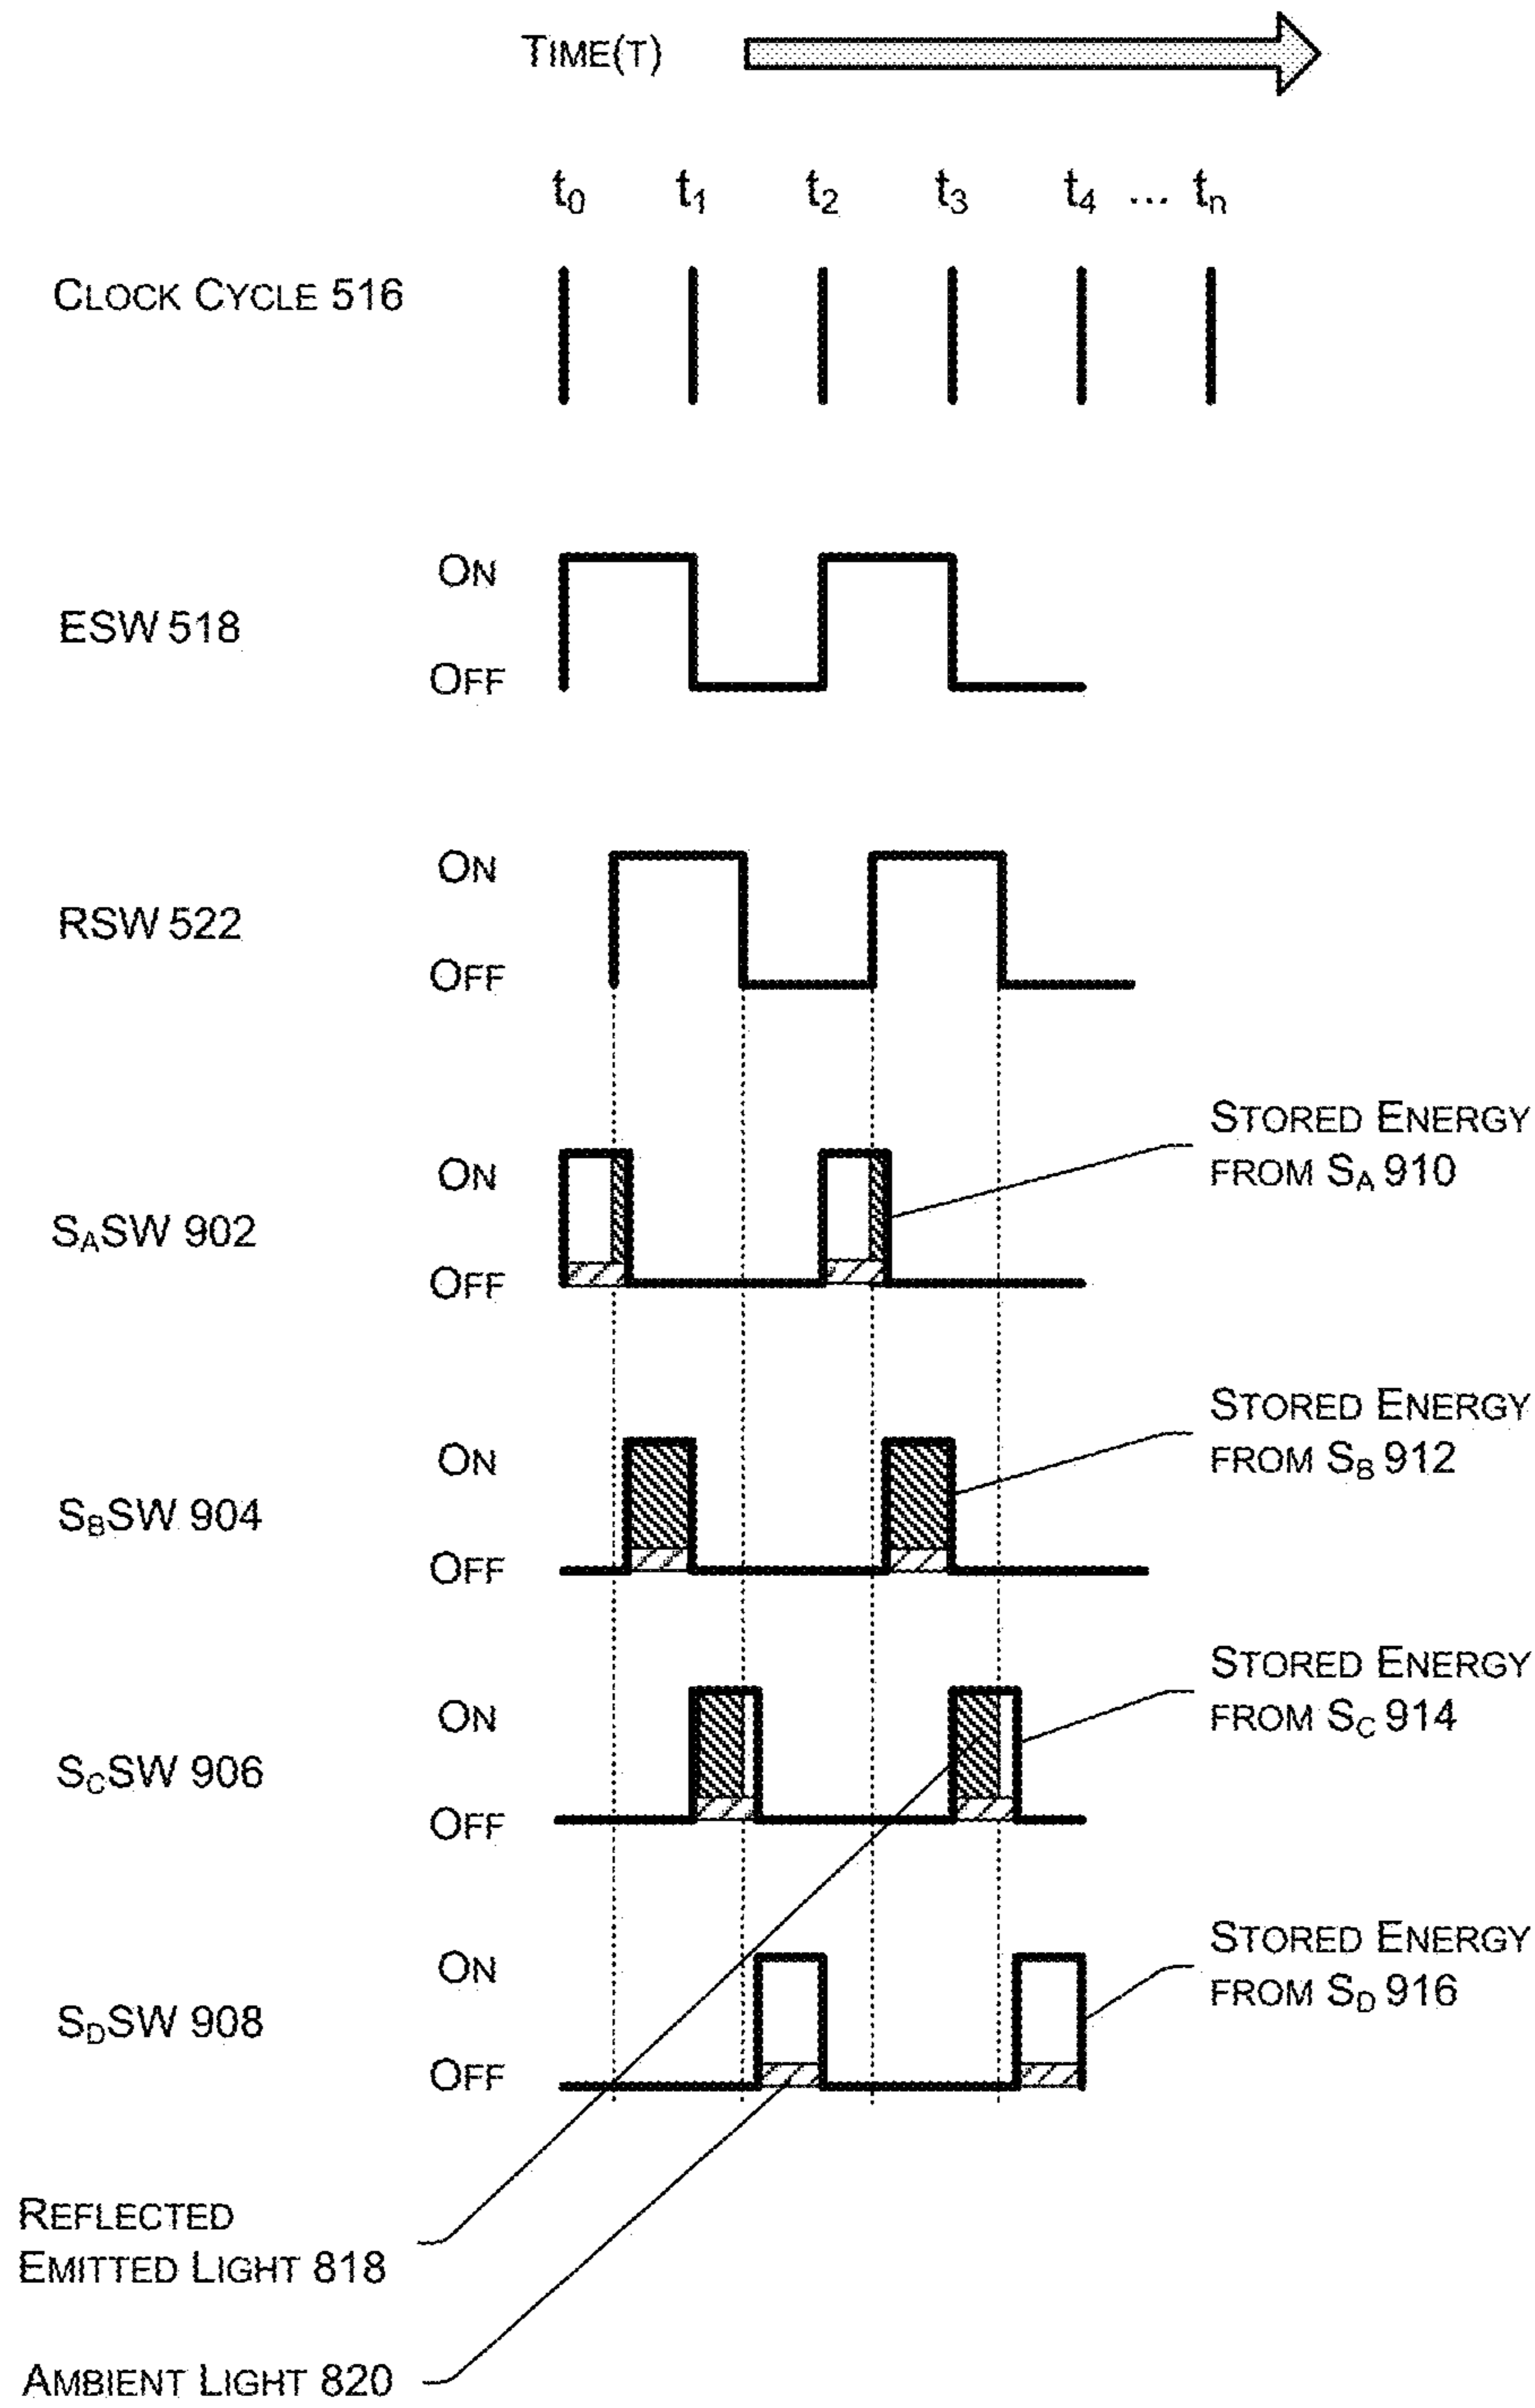 TIME(T)
t0 t1 t2 t3 t4 ... tn
CLOCK CYCLE 516
ON
ESW 518
OFF
ON
RSW 522
OFF
STORED ENERGY
FROM SA 910
ON
SASW 902
OFF
STORED ENERGY
FROM SB 912
ON
SBSW 904
OFF
STORED ENERGY
FROM SC 914
ON
SCSW 906
OFF
STORED ENERGY
FROM SD 916
ON
SDSW 908
OFF
REFLECTED
EMITTED LIGHT 818
AMBIENT LIGHT 820